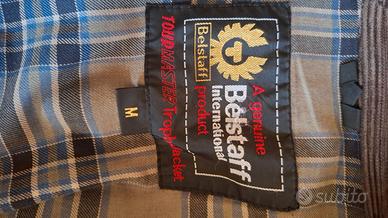 Belstaff
A genuine
Belstaff
International
product
TOURMASTER Trophy Jacket
M
subito